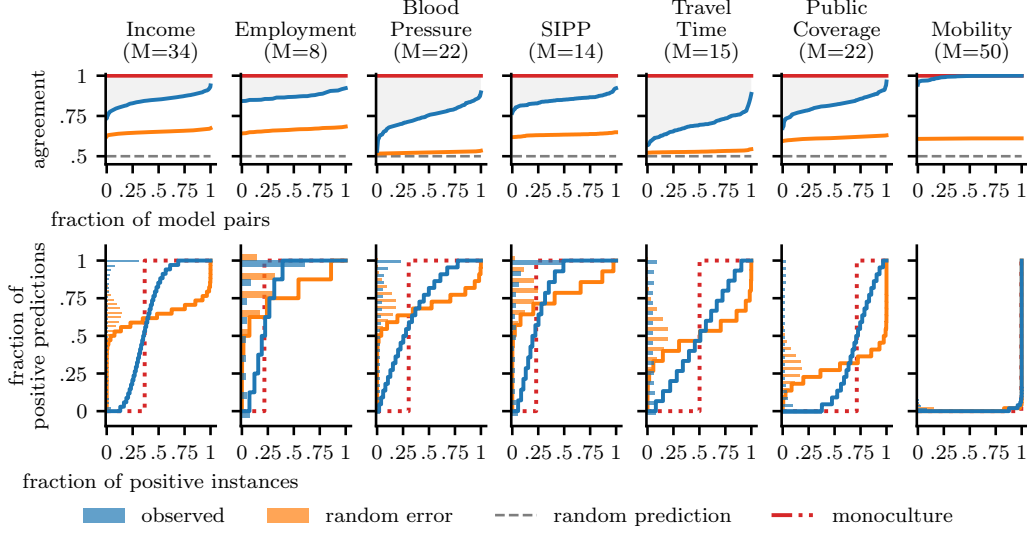 Income
(M=34)
Employment
(M=8)
Blood
Pressure
(M=22)
SIPP
(M=14)
Travel
Time
(M=15)
Public
Coverage
(M=22)
Mobility
(M=50)
agreement
1
.75
.5
0 .25 .5 .75 1
0 .25 .5 .75 1
0 .25 .5 .75 1
0 .25 .5 .75 1
0 .25 .5 .75 1
0 .25 .5 .75 1
0 .25 .5 .75 1
fraction of model pairs
fraction of
positive predictions
1
.75
.5
.25
0
0 .25 .5 .75 1
0 .25 .5 .75 1
0 .25 .5 .75 1
0 .25 .5 .75 1
0 .25 .5 .75 1
0 .25 .5 .75 1
0 .25 .5 .75 1
fraction of positive instances
observed
random error
random prediction
monoculture